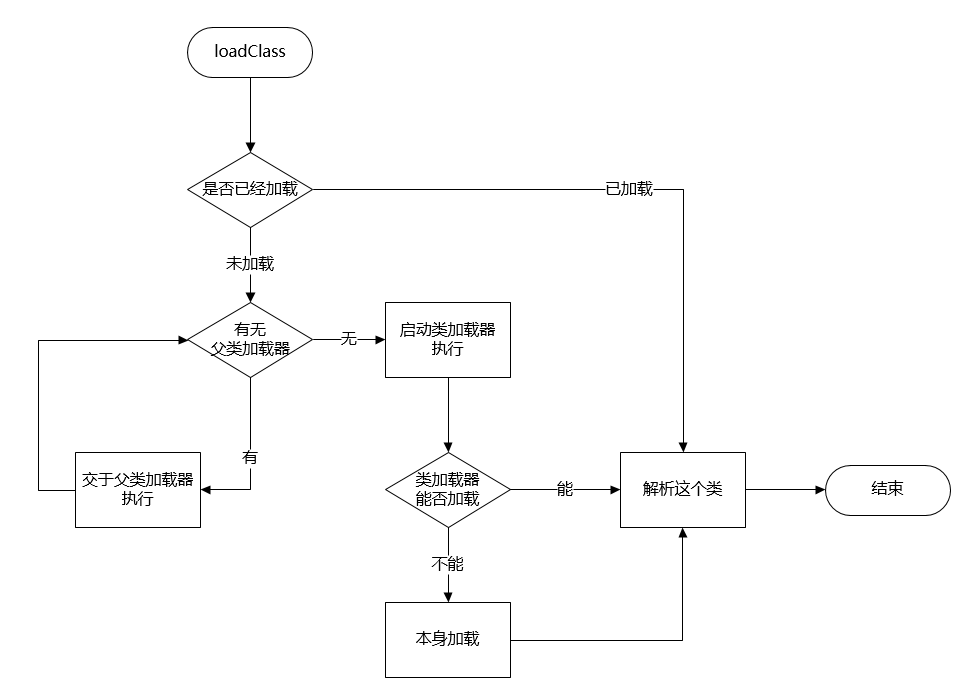 loadClass
是否已经加载
已加载
未加载
有无
父类加载器
无
启动类加载器
执行
有
交于父类加载器
执行
类加载器
能否加载
能
解析这个类
结束
不能
本身加载